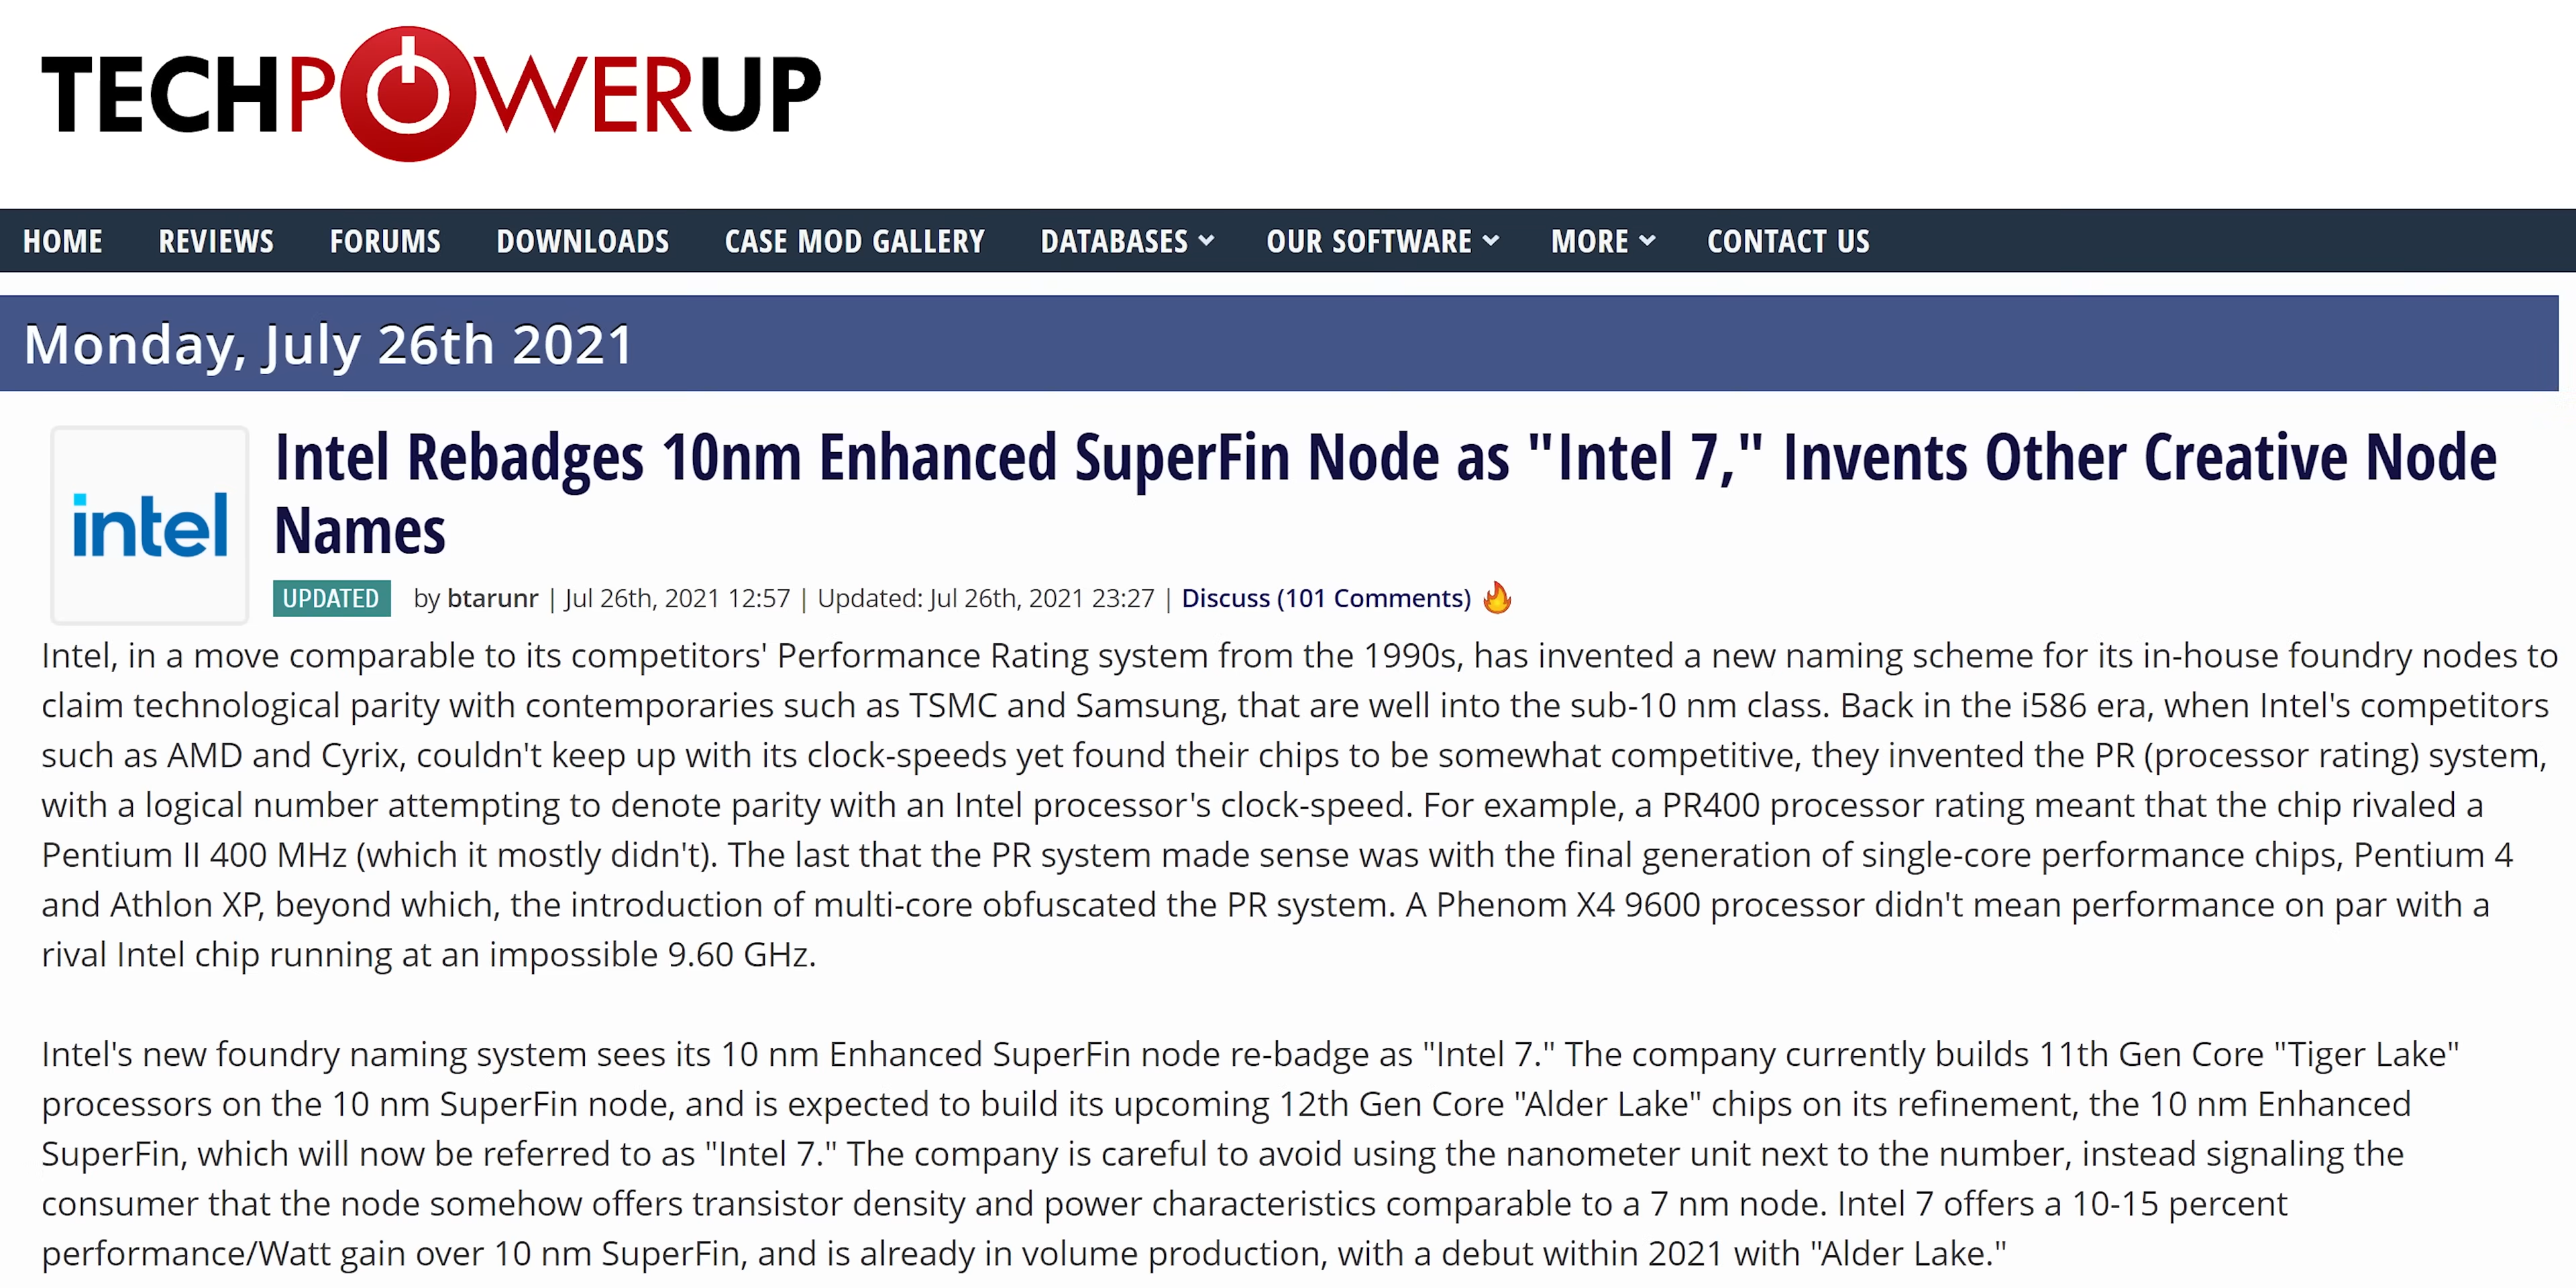 TECHPOWERUP
HOME REVIEWS FORUMS DOWNLOADS CASE MOD GALLERY DATABASES OUR SOFTWARE MORE CONTACT US
Monday, July 26th 2021
intel
Intel Rebadges 10nm Enhanced SuperFin Node as "Intel 7," Invents Other Creative Node
Names
UPDATED by btarunr | Jul 26th, 2021 12:57 | Updated: Jul 26th, 2021 23:27 | Discuss (101 Comments)
Intel, in a move comparable to its competitors' Performance Rating system from the 1990s, has invented a new naming scheme for its in-house foundry nodes to
claim technological parity with contemporaries such as TSMC and Samsung, that are well into the sub-10 nm class. Back in the i586 era, when Intel's competitors
such as AMD and Cyrix, couldn't keep up with its clock-speeds yet found their chips to be somewhat competitive, they invented the PR (processor rating) system,
with a logical number attempting to denote parity with an Intel processor's clock-speed. For example, a PR400 processor rating meant that the chip rivaled a
Pentium II 400 MHz (which it mostly didn't). The last that the PR system made sense was with the final generation of single-core performance chips, Pentium 4
and Athlon XP, beyond which, the introduction of multi-core obfuscated the PR system. A Phenom X4 9600 processor didn't mean performance on par with a
rival Intel chip running at an impossible 9.60 GHz.
Intel's new foundry naming system sees its 10 nm Enhanced SuperFin node re-badge as "Intel 7." The company currently builds 11th Gen Core "Tiger Lake"
processors on the 10 nm SuperFin node, and is expected to build its upcoming 12th Gen Core "Alder Lake" chips on its refinement, the 10 nm Enhanced
SuperFin, which will now be referred to as "Intel 7." The company is careful to avoid using the nanometer unit next to the number, instead signaling the
consumer that the node somehow offers transistor density and power characteristics comparable to a 7 nm node. Intel 7 offers a 10-15 percent
performance/Watt gain over 10 nm SuperFin, and is already in volume production, with a debut within 2021 with "Alder Lake."